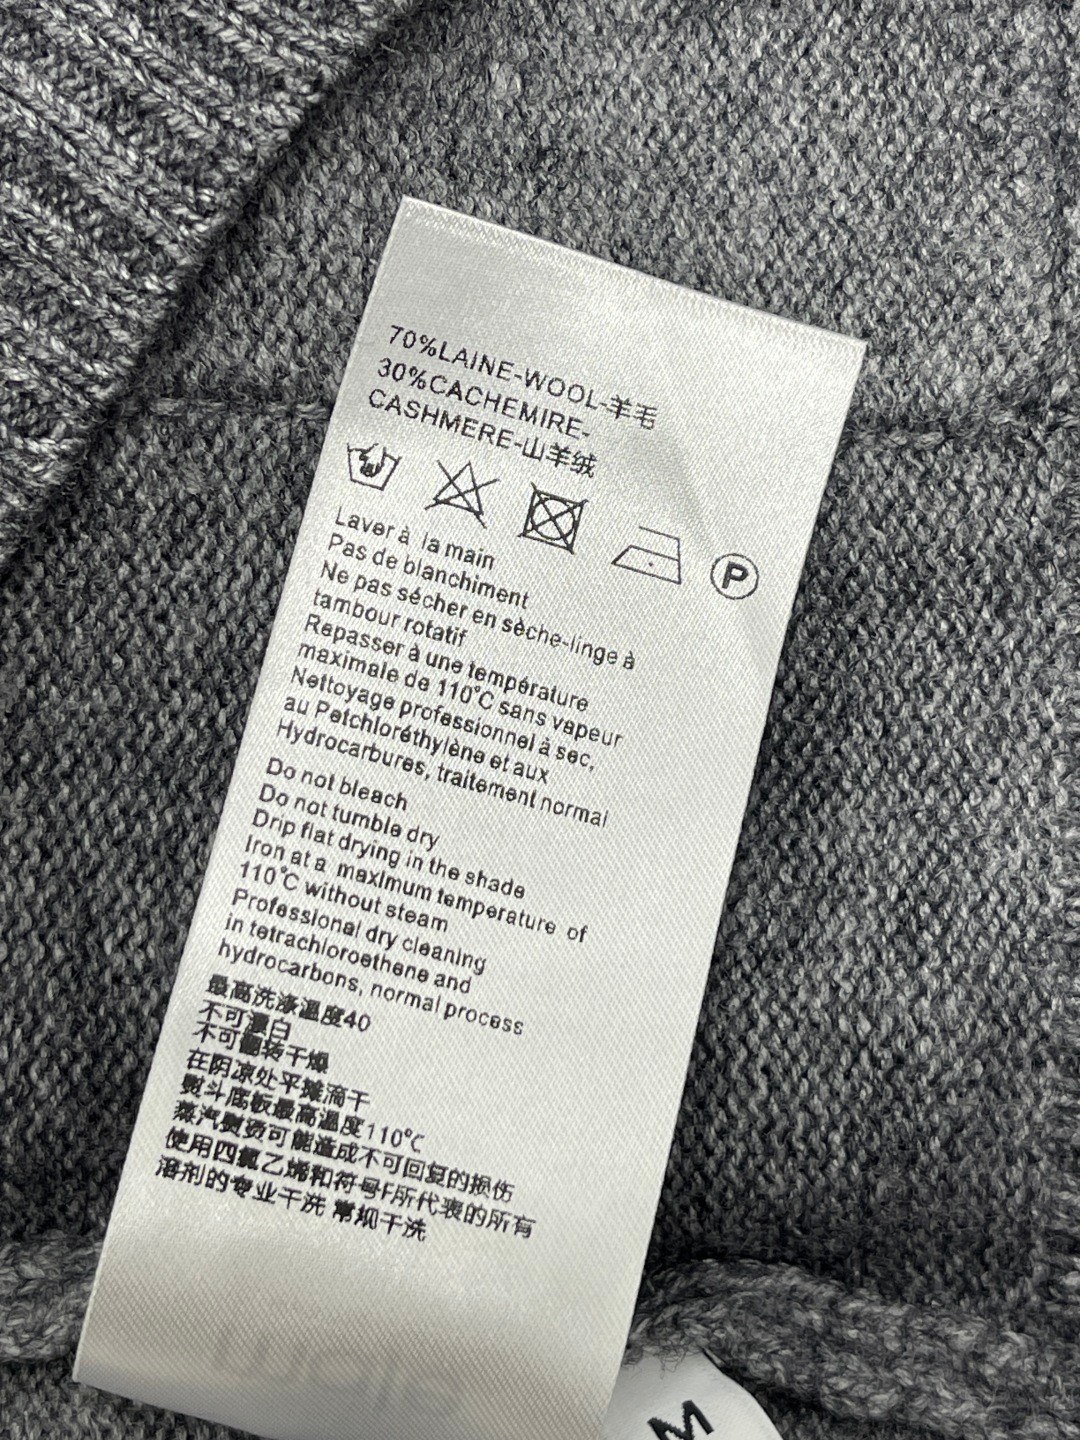 70%LAINE-WOOL-羊毛
30%CACHEMIRE-
CASHMERE-山羊绒
P
Laver à la main
Pas de blanchiment
Ne pas sécher en sèche-linge à
tambour rotatif
Repasser à une température
maximale de 110°C sans vapeur
Nettoyage professionnel à sec,
au Petchloréthylène et aux
Hydrocarbures, traitement normal
Do not bleach
Do not tumble dry
Drip flat drying in the shade
Iron at a maximum temperature of
110°C without steam
Professional dry cleaning
in tetrachloroethene and
hydrocarbons, normal process
最高洗涤温度40
不可漂白
不可翻转干燥
在阴凉处平摊滴干
熨斗底板最高温度110℃
蒸汽熨烫可能造成不可回复的损伤
使用四氯乙烯和符号F所代表的所有
溶剂的专业干洗 常规干洗
M